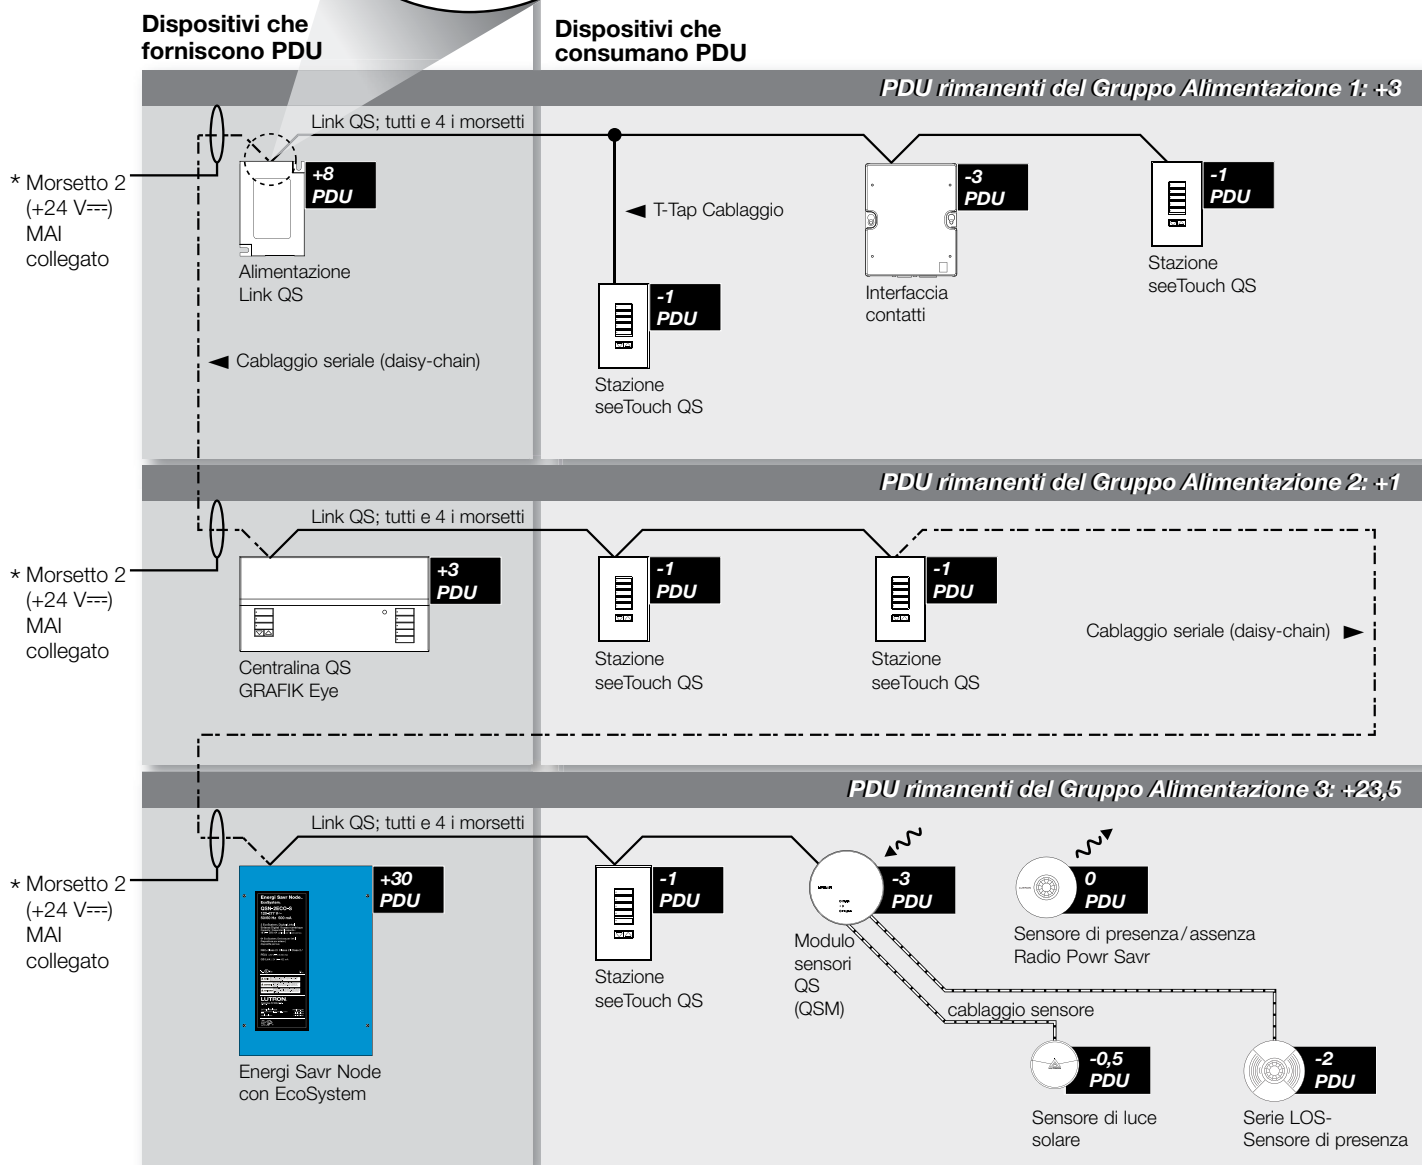 Dispositivi che
forniscono PDU
Dispositivi che
consumano PDU
PDU rimanenti del Gruppo Alimentazione 1: +3
Link QS; tutti e 4 i morsetti
* Morsetto 2
(+24 V⎓)
MAI
collegato
+8
PDU
Alimentazione
Link QS
T-Tap Cablaggio
-1
PDU
Stazione
seeTouch QS
-3
PDU
Interfaccia
contatti
-1
PDU
Stazione
seeTouch QS
Cablaggio seriale (daisy-chain)
PDU rimanenti del Gruppo Alimentazione 2: +1
Link QS; tutti e 4 i morsetti
* Morsetto 2
(+24 V⎓)
MAI
collegato
+3
PDU
Centralina QS
GRAFIK Eye
-1
PDU
Stazione
seeTouch QS
-1
PDU
Stazione
seeTouch QS
Cablaggio seriale (daisy-chain)
PDU rimanenti del Gruppo Alimentazione 3: +23,5
Link QS; tutti e 4 i morsetti
* Morsetto 2
(+24 V⎓)
MAI
collegato
+30
PDU
Energi Savr Node
EcoSystem
QSN-2ECO-S
LUTRON
Energi Savr Node
con EcoSystem
-1
PDU
Stazione
seeTouch QS
-3
PDU
Modulo
sensori
QS
(QSM)
0
PDU
Sensore di presenza/assenza
Radio Powr Savr
cablaggio sensore
-0,5
PDU
Sensore di luce
solare
-2
PDU
Serie LOS-
Sensore di presenza